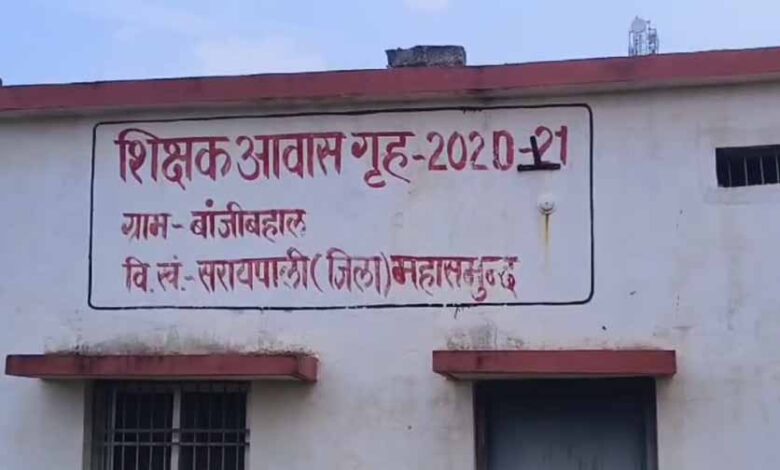 शिक्षक आवास गृह-2020-21
ग्राम-बांजीबहाल
वि.खं.-सरायपाली(जिला)महासमुन्द